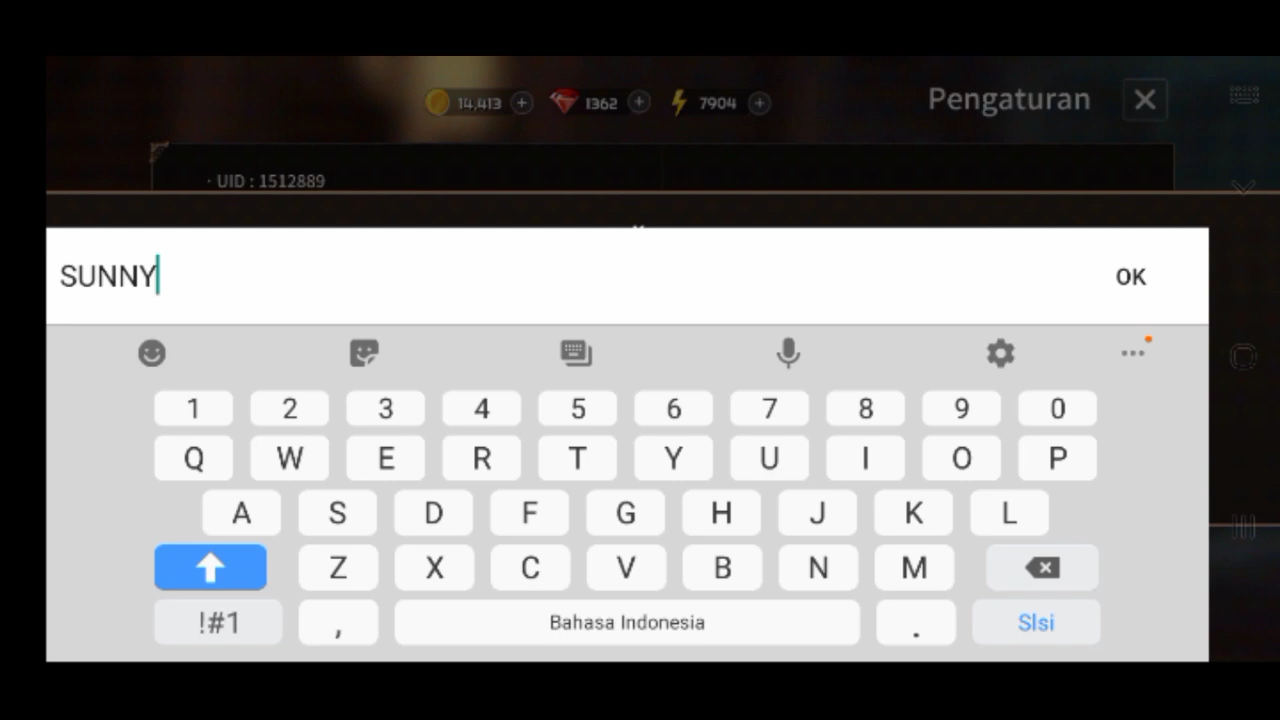 14,413 1362 7904 Pengaturan
· UID : 1512889
SUNNY OK
1 2 3 4 5 6 7 8 9 0
Q W E R T Y U I O P
A S D F G H J K L
Z X C V B N M
!#1 , Bahasa Indonesia . Slsi